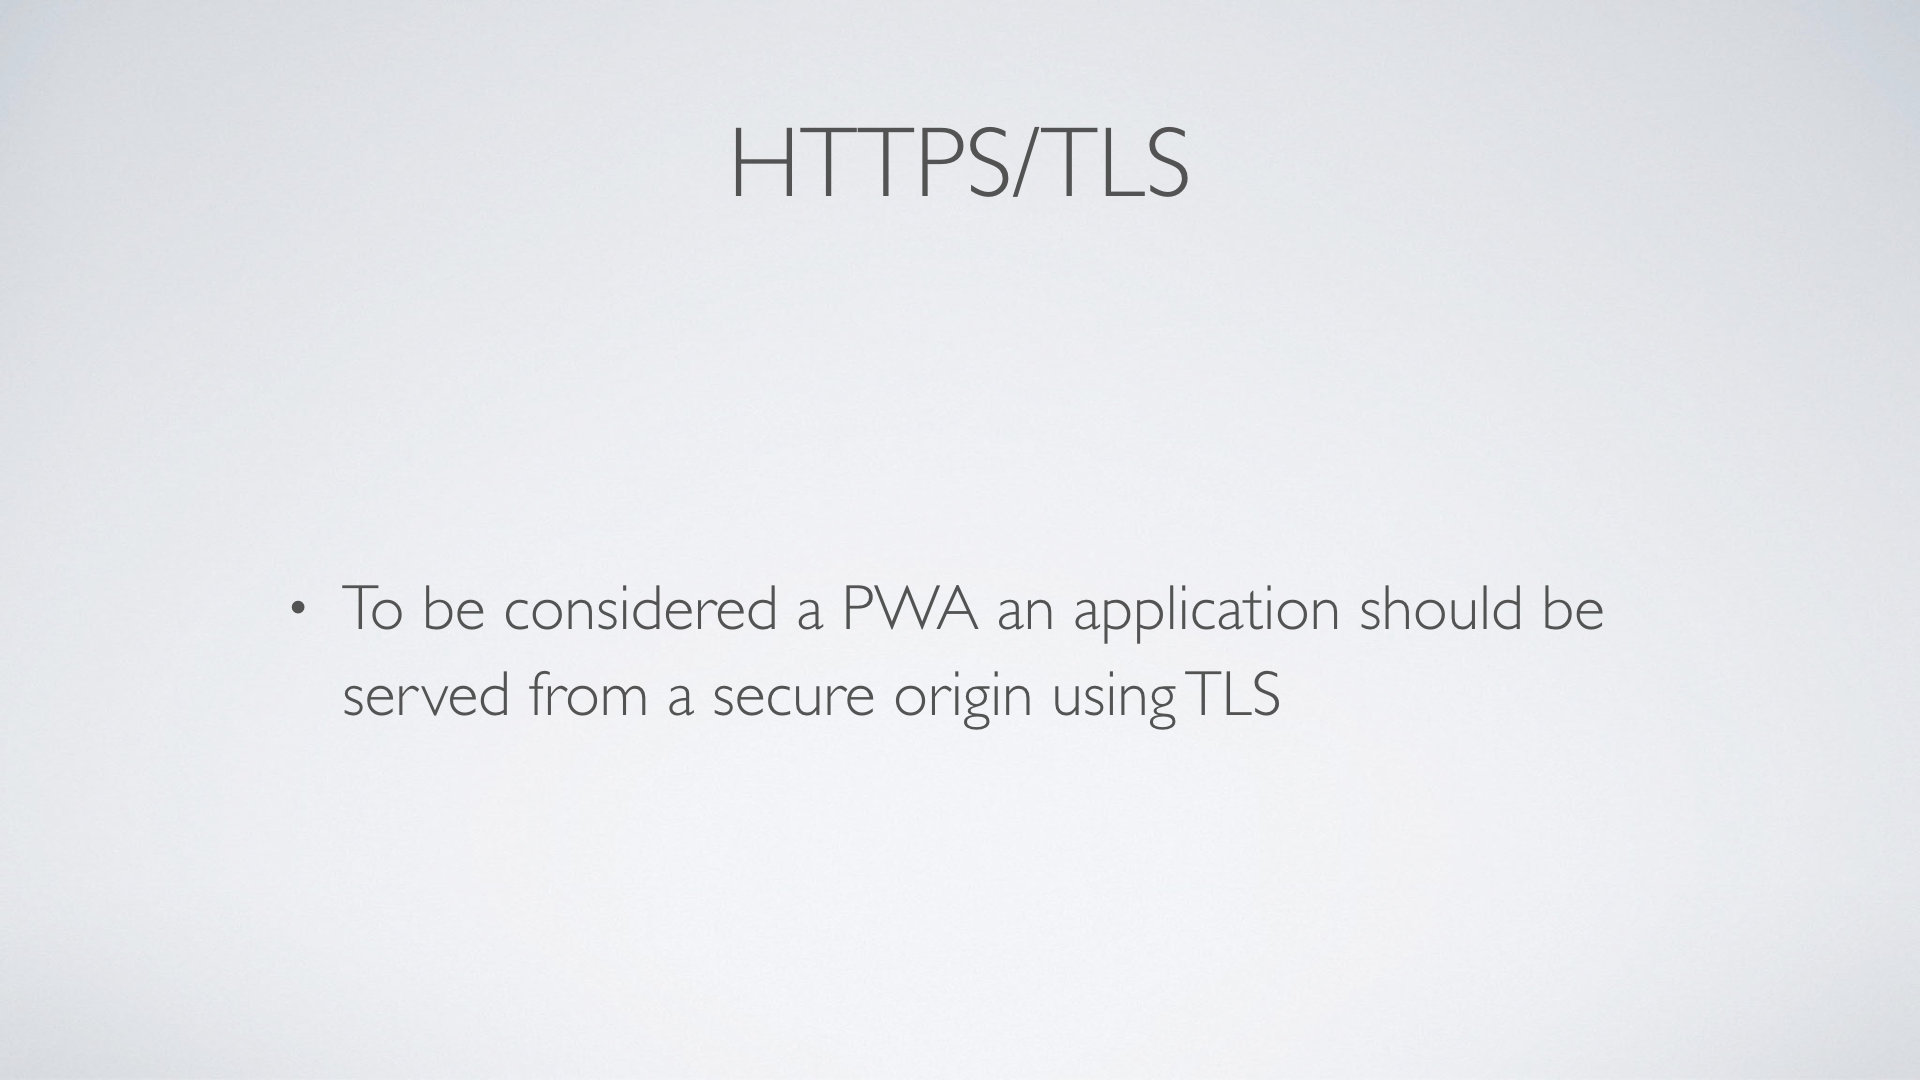 HTTPS/TLS
• To be considered a PWA an application should be
served from a secure origin using TLS